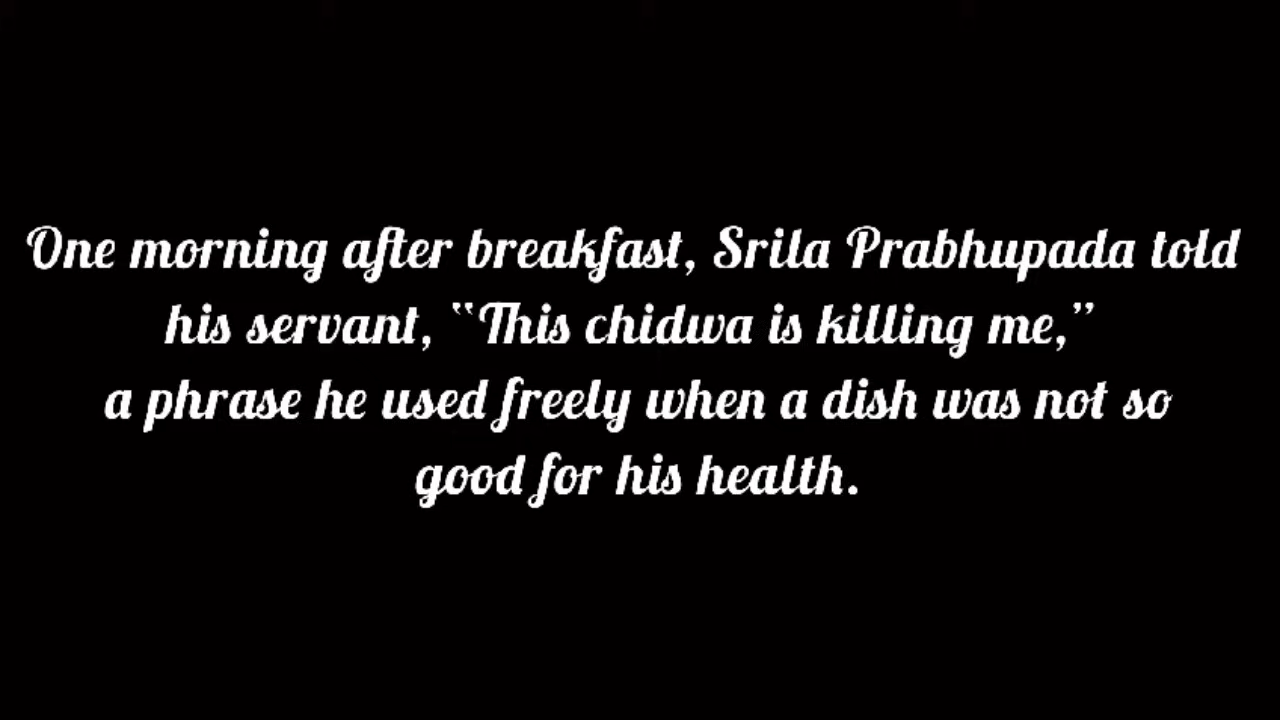 One morning after breakfast, Srila Prabhupada told
his servant, “This chidwa is killing me,”
a phrase he used freely when a dish was not so
good for his health.